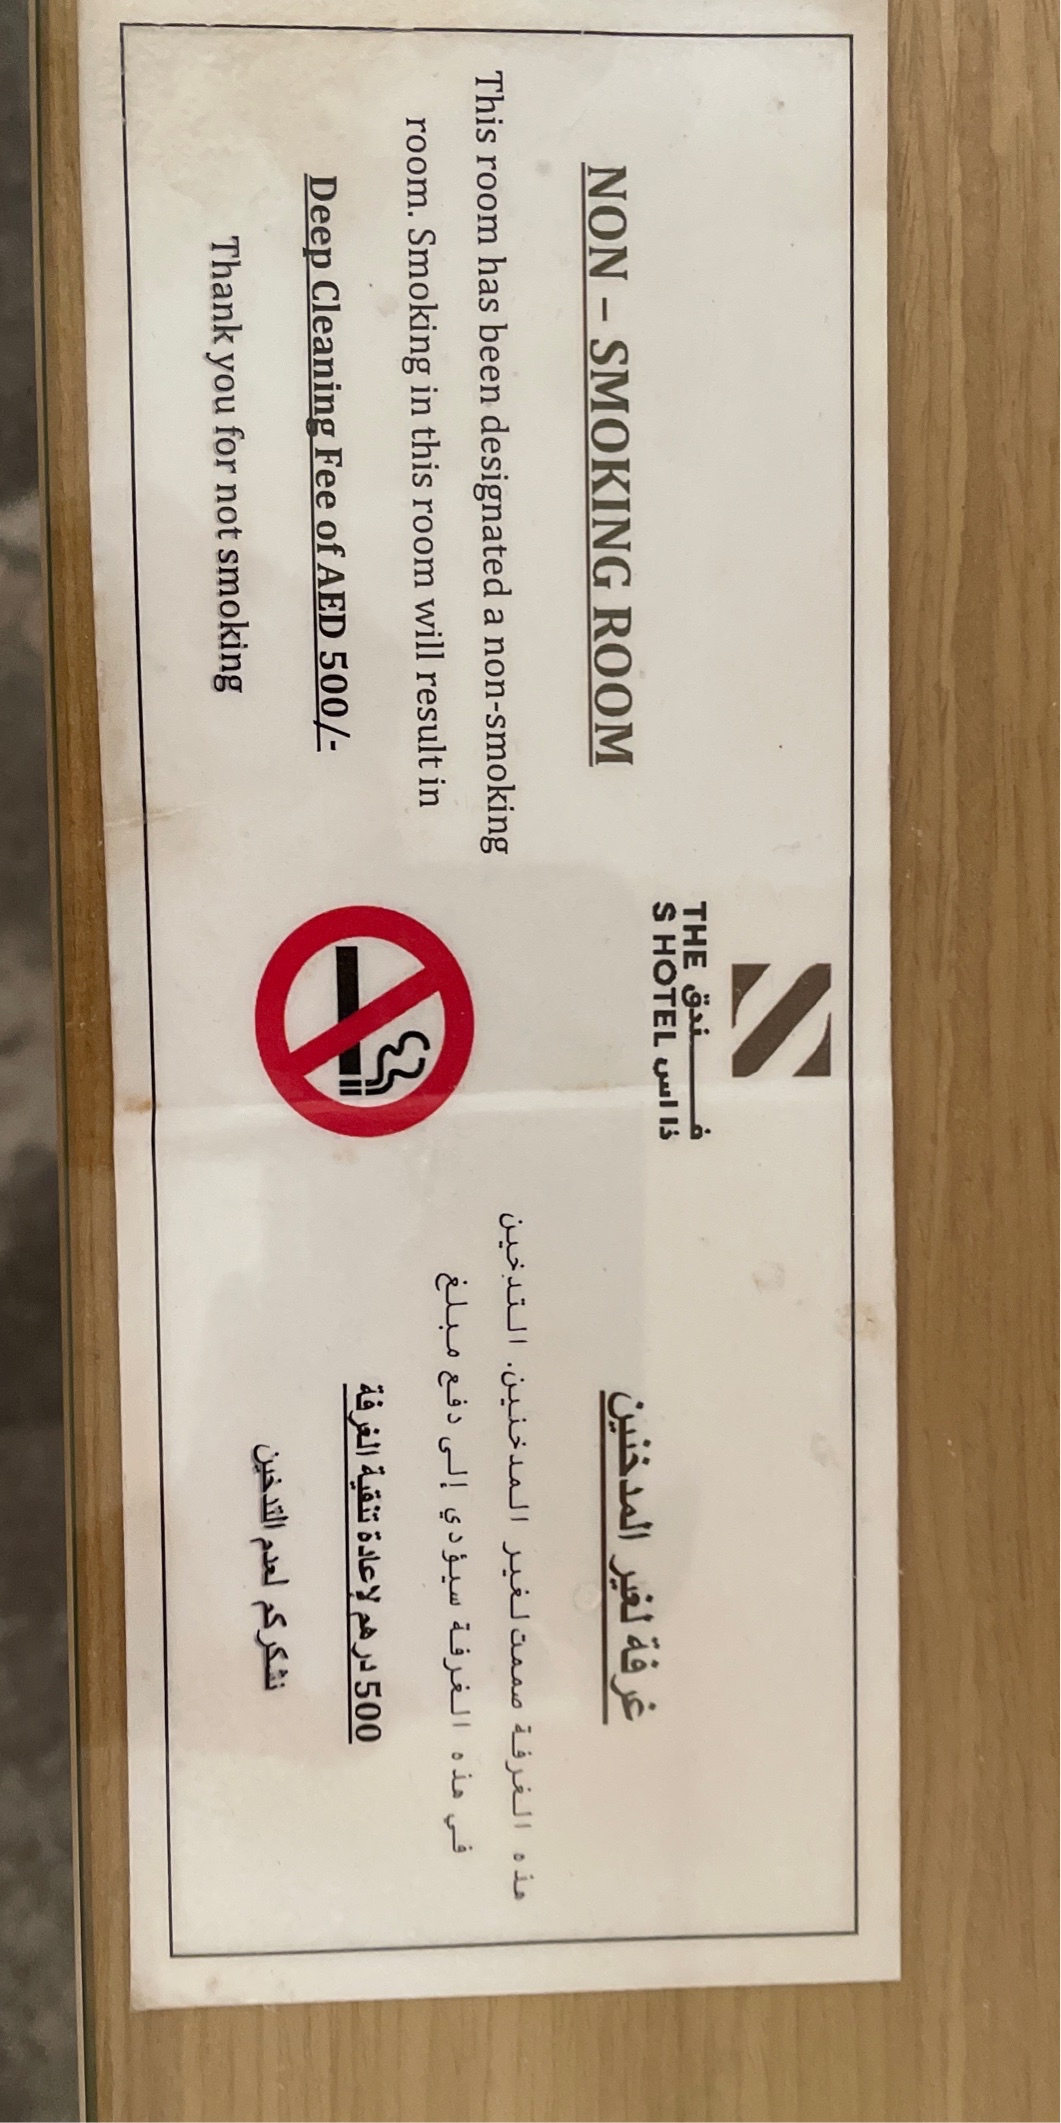 THE فـــــندق
S HOTEL ذا اس
NON – SMOKING ROOM
This room has been designated a non-smoking
room. Smoking in this room will result in
Deep Cleaning Fee of AED 500/-
Thank you for not smoking
غرفة لغير المدخنين
هذه الغرفة صممت لغير المدخنين. التدخين
في هذه الغرفة سيؤدي إلى دفع مبلغ
500 درهم لإعادة تنقية الغرفة
نشكركم لعدم التدخين